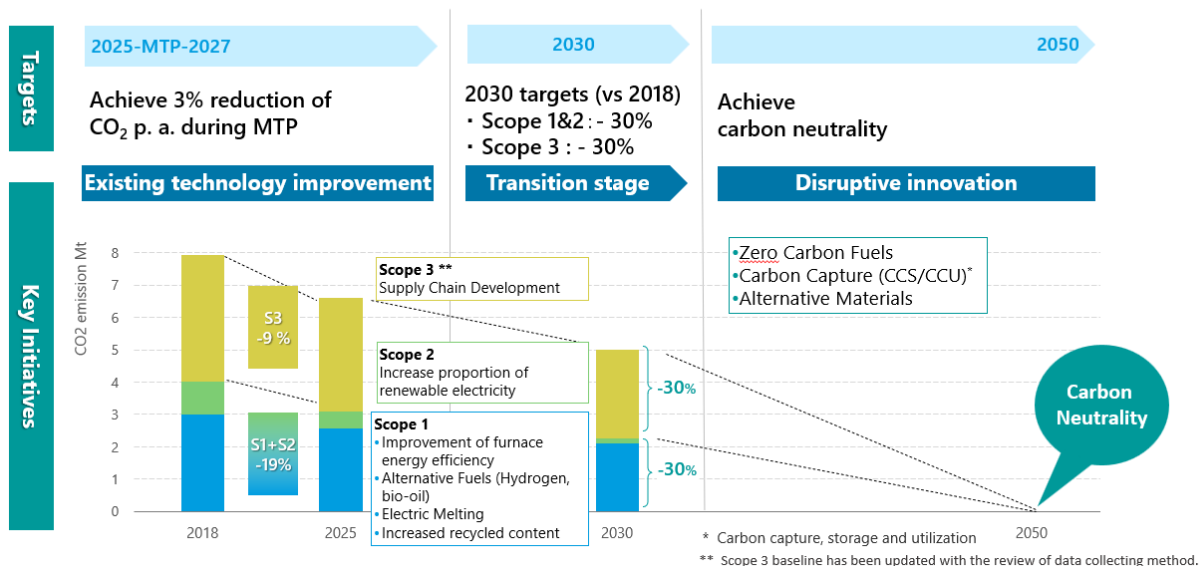 Targets
2025-MTP-2027
2030
2050
Achieve 3% reduction of
CO2 p. a. during MTP
2030 targets (vs 2018)
・Scope 1&2 : - 30%
・Scope 3 : - 30%
Achieve
carbon neutrality
Existing technology improvement
Transition stage
Disruptive innovation
Key Initiatives
CO2 emission Mt
8
7
6
5
4
3
2
1
0
2018
2025
2030
2050
S3
-9 %
S1+S2
-19%
Scope 3 **
Supply Chain Development
Scope 2
Increase proportion of
renewable electricity
Scope 1
• Improvement of furnace
energy efficiency
• Alternative Fuels (Hydrogen,
bio-oil)
• Electric Melting
• Increased recycled content
-30%
-30%
•Zero Carbon Fuels
•Carbon Capture (CCS/CCU)*
•Alternative Materials
Carbon
Neutrality
* Carbon capture, storage and utilization
** Scope 3 baseline has been updated with the review of data collecting method.